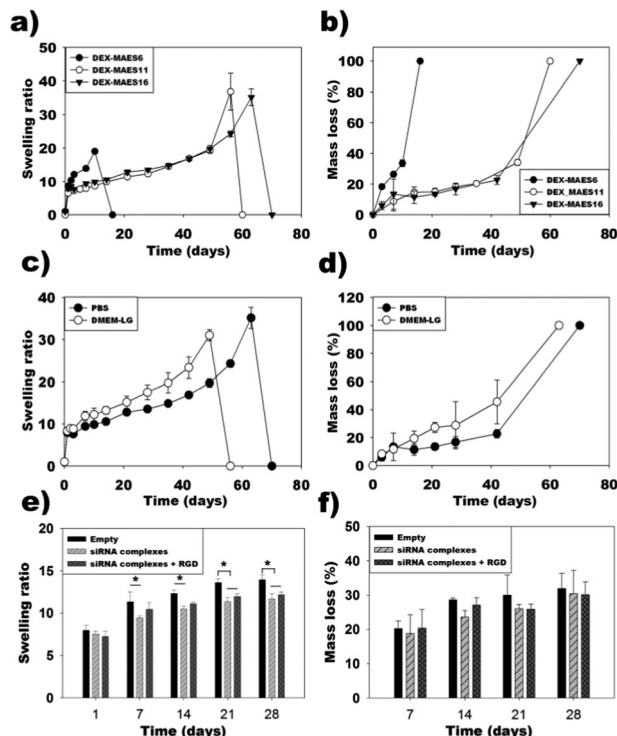 a)
50
40
30
20
10
0
Swelling ratio
DEX-MAES6
DEX-MAES11
DEX-MAES16
0 20 40 60 80
Time (days)
b)
120
100
80
60
40
20
0
Mass loss (%)
DEX-MAES6
DEX_MAES11
DEX-MAES16
0 20 40 60 80
Time (days)
c)
40
30
20
10
0
Swelling ratio
PBS
DMEM-LG
0 20 40 60 80
Time (days)
d)
120
100
80
60
40
20
0
Mass loss (%)
PBS
DMEM-LG
0 20 40 60 80
Time (days)
e)
20
15
10
5
0
Swelling ratio
Empty
siRNA complexes
siRNA complexes + RGD
* * * *
1 7 14 21 28
Time (days)
f)
50
40
30
20
10
0
Mass loss (%)
Empty
siRNA complexes
siRNA complexes + RGD
7 14 21 28
Time (days)